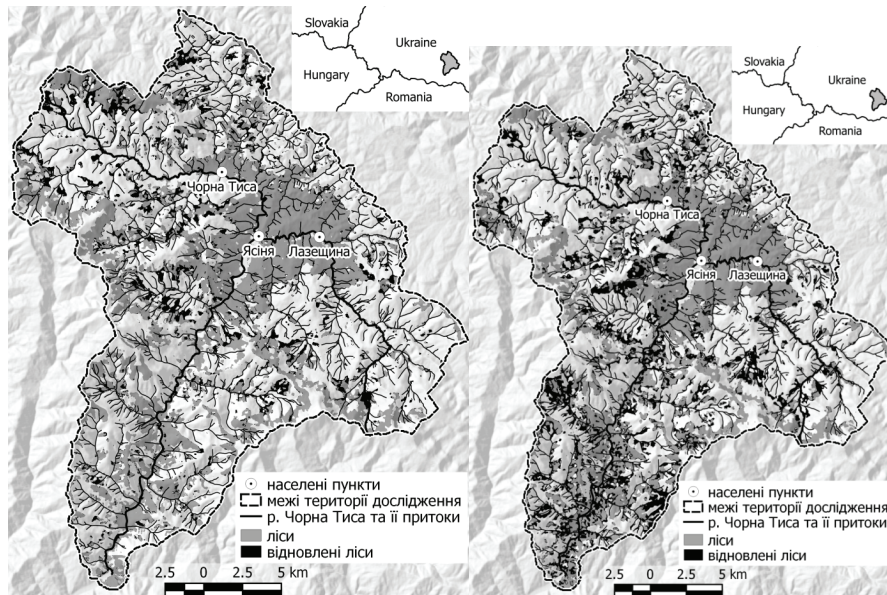 Slovakia
Ukraine
Hungary
Romania
Чорна Тиса
Ясіня
Лазещина
населені пункти
межі території дослідження
р. Чорна Тиса та її притоки
ліси
відновлені ліси
2.5 0 2.5 5 km
Slovakia
Ukraine
Hungary
Romania
Чорна Тиса
Ясіня
Лазещина
населені пункти
межі території дослідження
р. Чорна Тиса та її притоки
ліси
відновлені ліси
2.5 0 2.5 5 km